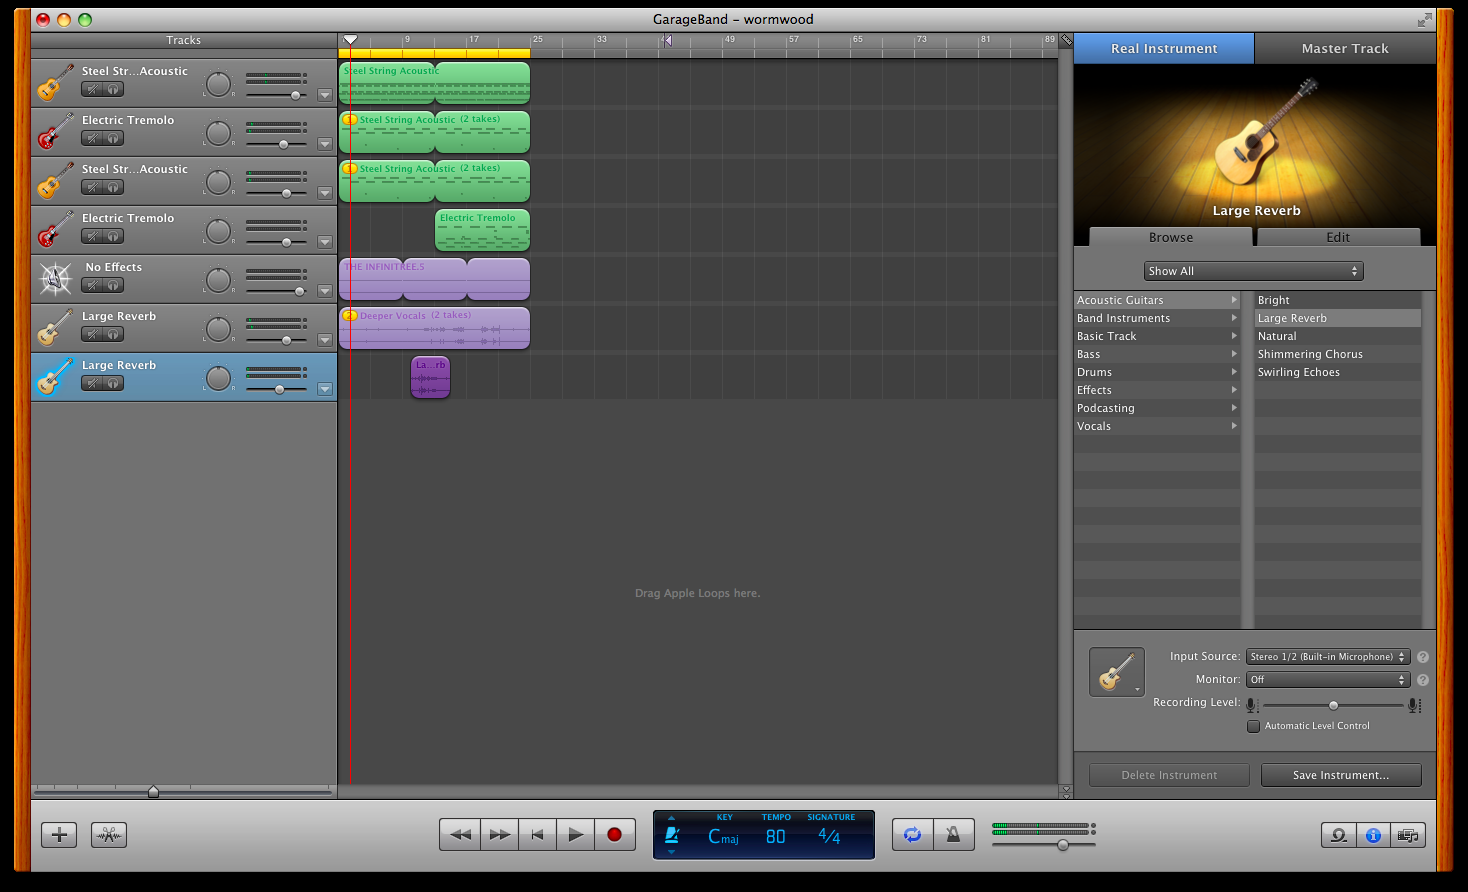 GarageBand – wormwood
Tracks
9 17 25 33 49 57 65 73 81 89
Real Instrument
Master Track
Steel Str...Acoustic
L R
Steel String Acoustic
Electric Tremolo
L R
Steel String Acoustic (2 takes)
Steel Str...Acoustic
L R
Steel String Acoustic (2 takes)
Electric Tremolo
L R
Electric Tremolo
No Effects
L R
THE INFINITREE.5
Large Reverb
L R
2 Deeper Vocals (2 takes)
Large Reverb
L R
La...rb
Drag Apple Loops here.
Large Reverb
Browse
Edit
Show All
Acoustic Guitars
Band Instruments
Basic Track
Bass
Drums
Effects
Podcasting
Vocals
Bright
Large Reverb
Natural
Shimmering Chorus
Swirling Echoes
Input Source: Stereo 1/2 (Built-in Microphone) ?
Monitor: Off ?
Recording Level:
Automatic Level Control
Delete Instrument
Save Instrument...
KEY TEMPO SIGNATURE
Cmaj 80 4/4